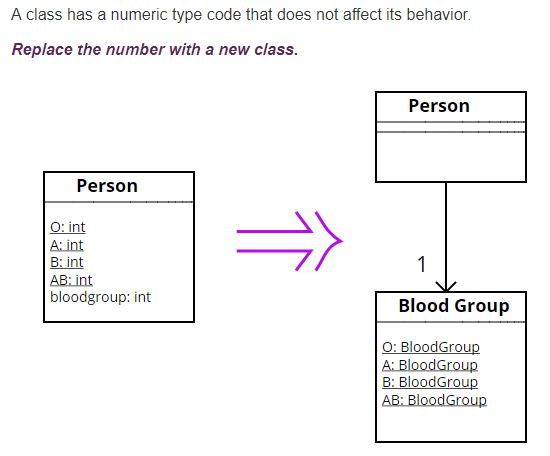 A class has a numeric type code that does not affect its behavior.
Replace the number with a new class.
Person
O: int
A: int
B: int
AB: int
bloodgroup: int
Person
1
Blood Group
O: BloodGroup
A: BloodGroup
B: BloodGroup
AB: BloodGroup